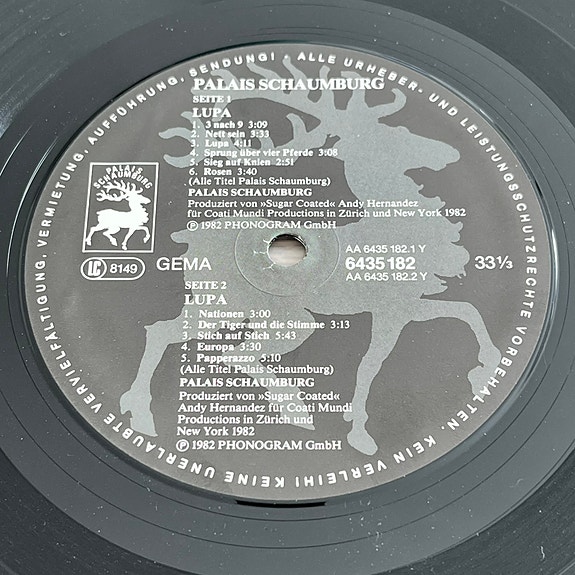 KEINE UNERLAUBTE VERVIELFÄLTIGUNG, VERMIETUNG, AUFFÜHRUNG, SENDUNG! ALLE URHEBER- UND LEISTUNGSSCHUTZRECHTE VORBEHALTEN. KEIN VERLEIH!
PALAIS SCHAUMBURG
SEITE 1
LUPA
1. 3 nach 9 3:09
2. Nett sein 3:33
3. Lupa 4:11
4. Sprung über vier Pferde 3:08
5. Sieg auf Knien 2:51
6. Rosen 3:40
(Alle Titel Palais Schaumburg)
PALAIS SCHAUMBURG
Produziert von »Sugar Coated« Andy Hernandez
für Coati Mundi Productions in Zürich und New York 1982
Ⓟ 1982 PHONOGRAM GmbH
PALAIS
SCHAUMBURG
LC 8149
GEMA
AA 6435 182.1 Y
6435 182
AA 6435 182.2 Y
33⅓
SEITE 2
LUPA
1. Nationen 3:00
2. Der Tiger und die Stimme 3:13
3. Stich auf Stich 5:43
4. Europa 3:30
5. Papperazzo 5:10
(Alle Titel Palais Schaumburg)
PALAIS SCHAUMBURG
Produziert von »Sugar Coated«
Andy Hernandez für Coati Mundi
Productions in Zürich und
New York 1982
Ⓟ 1982 PHONOGRAM GmbH